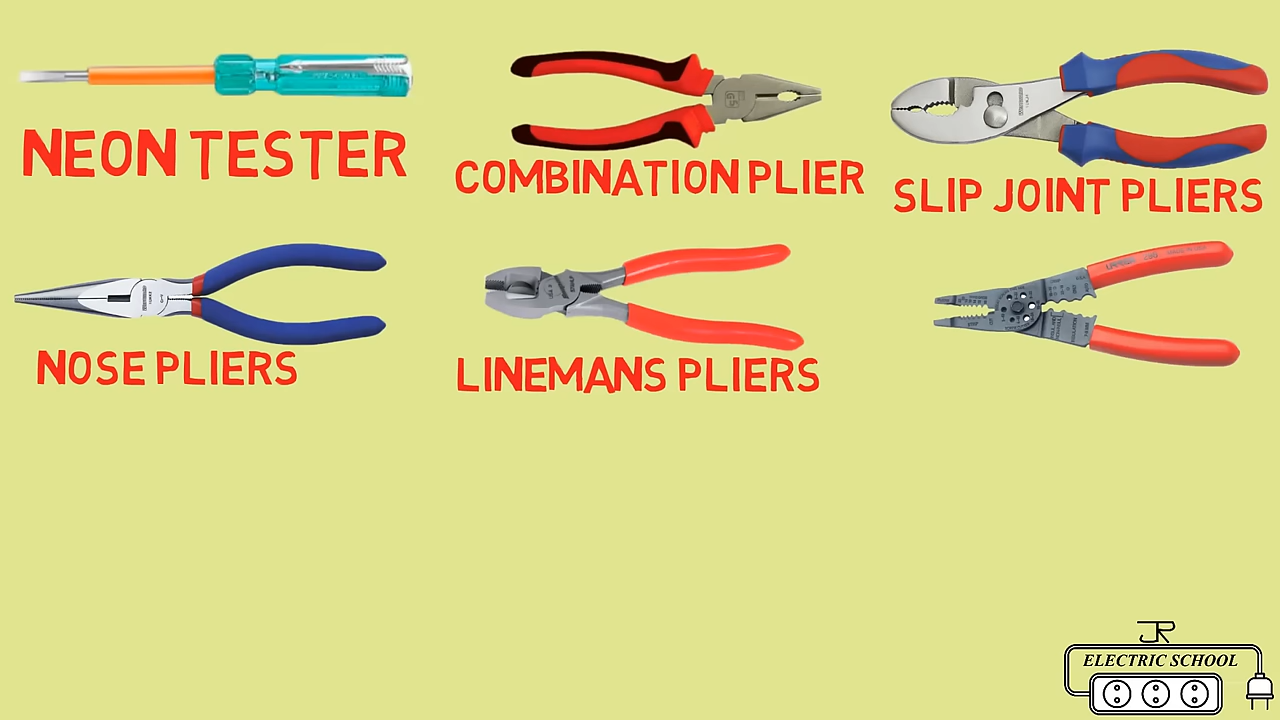 NEON TESTER
COMBINATION PLIER
SLIP JOINT PLIERS
NOSE PLIERS
LINEMANS PLIERS
JR
ELECTRIC SCHOOL